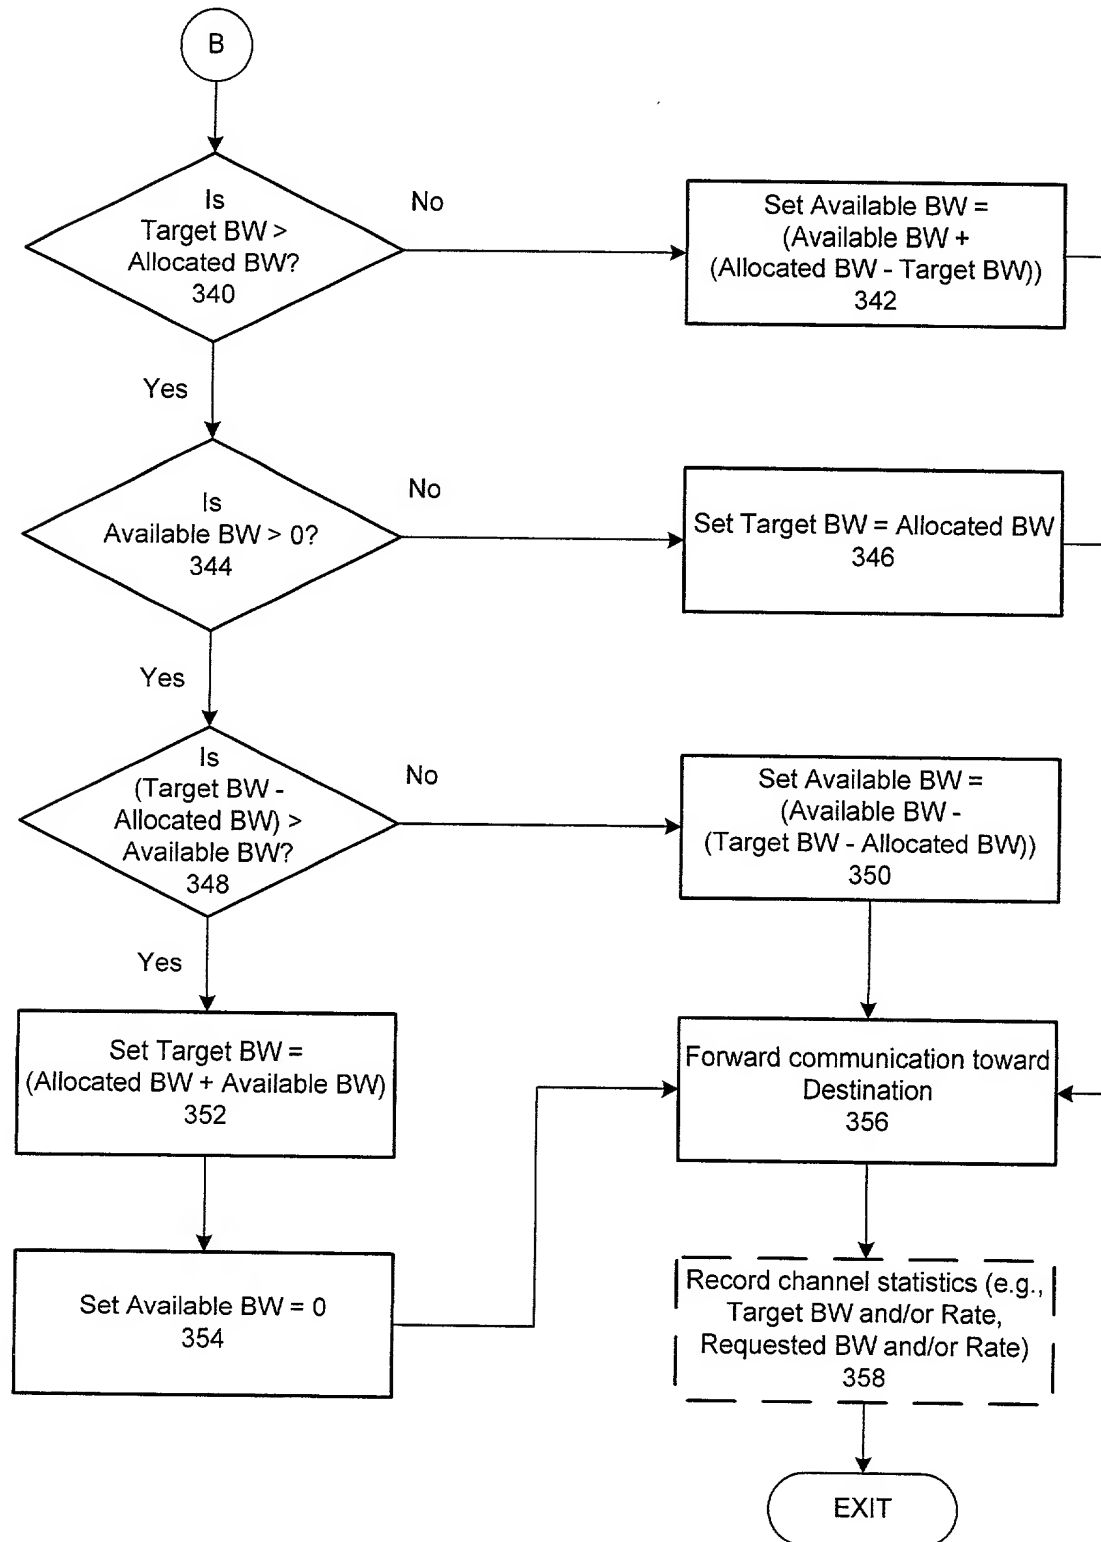 B
Is
Target BW >
Allocated BW?
340
No
Set Available BW =
(Available BW +
(Allocated BW - Target BW))
342
Yes
Is
Available BW > 0?
344
No
Set Target BW = Allocated BW
346
Yes
Is
(Target BW -
Allocated BW) >
Available BW?
348
No
Set Available BW =
(Available BW -
(Target BW - Allocated BW))
350
Yes
Set Target BW =
(Allocated BW + Available BW)
352
Forward communication toward
Destination
356
Set Available BW = 0
354
Record channel statistics (e.g.,
Target BW and/or Rate,
Requested BW and/or Rate)
358
EXIT